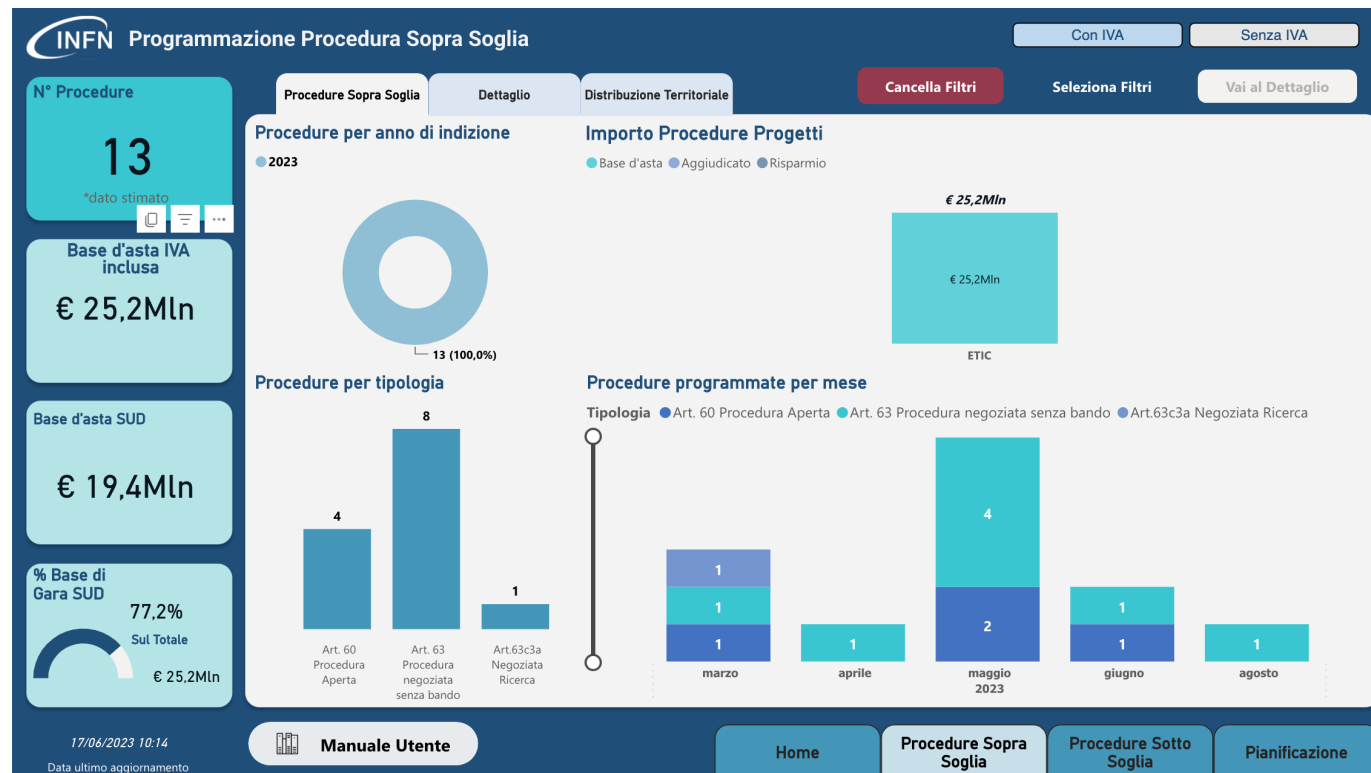 INFN Programmazione Procedura Sopra Soglia
Con IVA
Senza IVA
N° Procedure
13
*dato stimato
Base d'asta IVA
inclusa
€ 25,2Mln
Base d'asta SUD
€ 19,4Mln
% Base di
Gara SUD
77,2%
Sul Totale
€ 25,2Mln
17/06/2023 10:14
Data ultimo aggiornamento
Procedure Sopra Soglia
Dettaglio
Distribuzione Territoriale
Cancella Filtri
Seleziona Filtri
Vai al Dettaglio
Procedure per anno di indizione
2023
13 (100,0%)
Importo Procedure Progetti
Base d'asta Aggiudicato Risparmio
€ 25,2Mln
€ 25,2Mln
ETIC
Procedure per tipologia
4
8
1
Art. 60
Procedura
Aperta
Art. 63
Procedura
negoziata
senza bando
Art.63c3a
Negoziata
Ricerca
Procedure programmate per mese
Tipologia Art. 60 Procedura Aperta Art. 63 Procedura negoziata senza bando Art.63c3a Negoziata Ricerca
1
1
1
1
4
2
1
1
1
marzo
aprile
maggio
giugno
agosto
2023
Manuale Utente
Home
Procedure Sopra
Soglia
Procedure Sotto
Soglia
Pianificazione